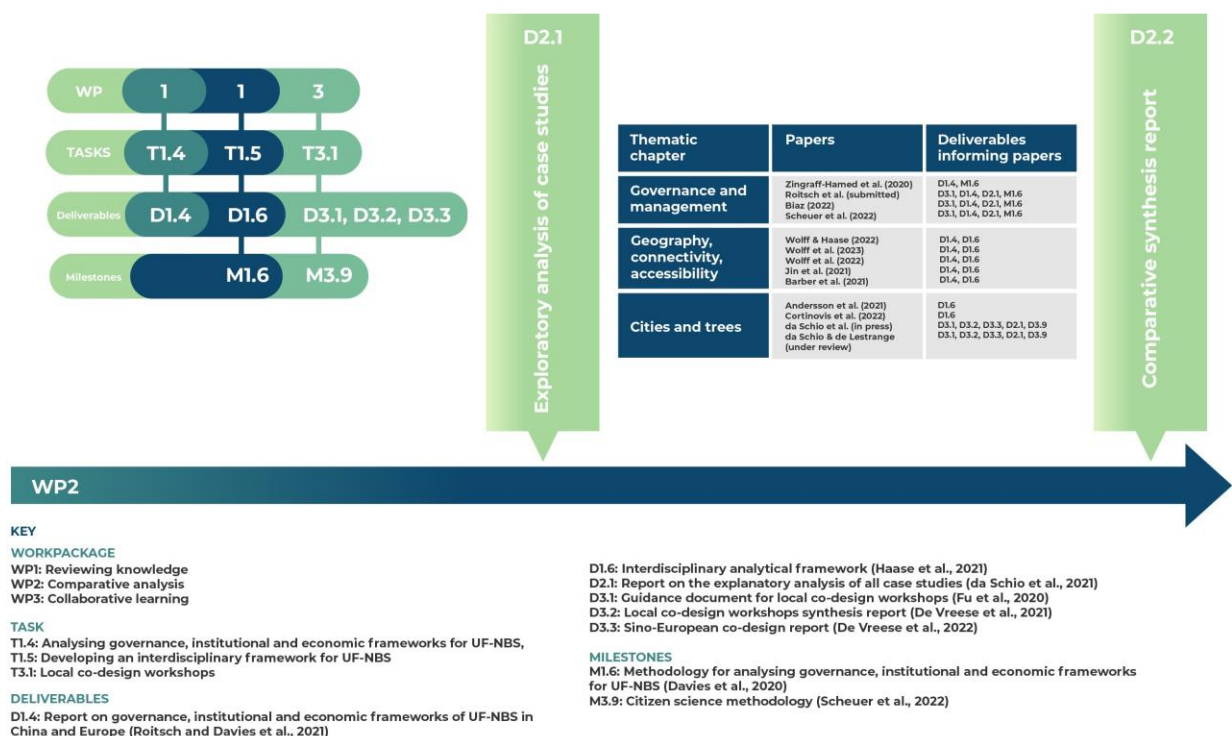 D2.1
Exploratory analysis of case studies
D2.2
Comparative synthesis report
WP 1 1 3
TASKS T1.4 T1.5 T3.1
Deliverables D1.4 D1.6 D3.1, D3.2, D3.3
Milestones M1.6 M3.9
Thematic chapter
Papers
Deliverables informing papers
Governance and management
Zingraff-Hamed et al. (2020)
Roitsch et al. (submitted)
Biaz (2022)
Scheuer et al. (2022)
D1.4, M1.6
D3.1, D1.4, D2.1, M1.6
D3.1, D1.4, D2.1, M1.6
D3.1, D1.4, D2.1, M1.6
Geography, connectivity, accessibility
Wolff & Haase (2022)
Wolff et al. (2023)
Wolff et al. (2022)
Jin et al. (2021)
Barber et al. (2021)
D1.4, D1.6
D1.4, D1.6
D1.4, D1.6
D1.4, D1.6
D1.4, D1.6
Cities and trees
Andersson et al. (2021)
Cortinovis et al. (2022)
da Schio et al. (in press)
da Schio & de Lestrange
(under review)
D1.6
D1.6
D3.1, D3.2, D3.3, D2.1, D3.9
D3.1, D3.2, D3.3, D2.1, D3.9
WP2
KEY
WORKPACKAGE
WP1: Reviewing knowledge
WP2: Comparative analysis
WP3: Collaborative learning
TASK
T1.4: Analysing governance, institutional and economic frameworks for UF-NBS,
T1.5: Developing an interdisciplinary framework for UF-NBS
T3.1: Local co-design workshops
DELIVERABLES
D1.4: Report on governance, institutional and economic frameworks of UF-NBS in
China and Europe (Roitsch and Davies et al., 2021)
D1.6: Interdisciplinary analytical framework (Haase et al., 2021)
D2.1: Report on the explanatory analysis of all case studies (da Schio et al., 2021)
D3.1: Guidance document for local co-design workshops (Fu et al., 2020)
D3.2: Local co-design workshops synthesis report (De Vreese et al., 2021)
D3.3: Sino-European co-design report (De Vreese et al., 2022)
MILESTONES
M1.6: Methodology for analysing governance, institutional and economic frameworks
for UF-NBS (Davies et al., 2020)
M3.9: Citizen science methodology (Scheuer et al., 2022)